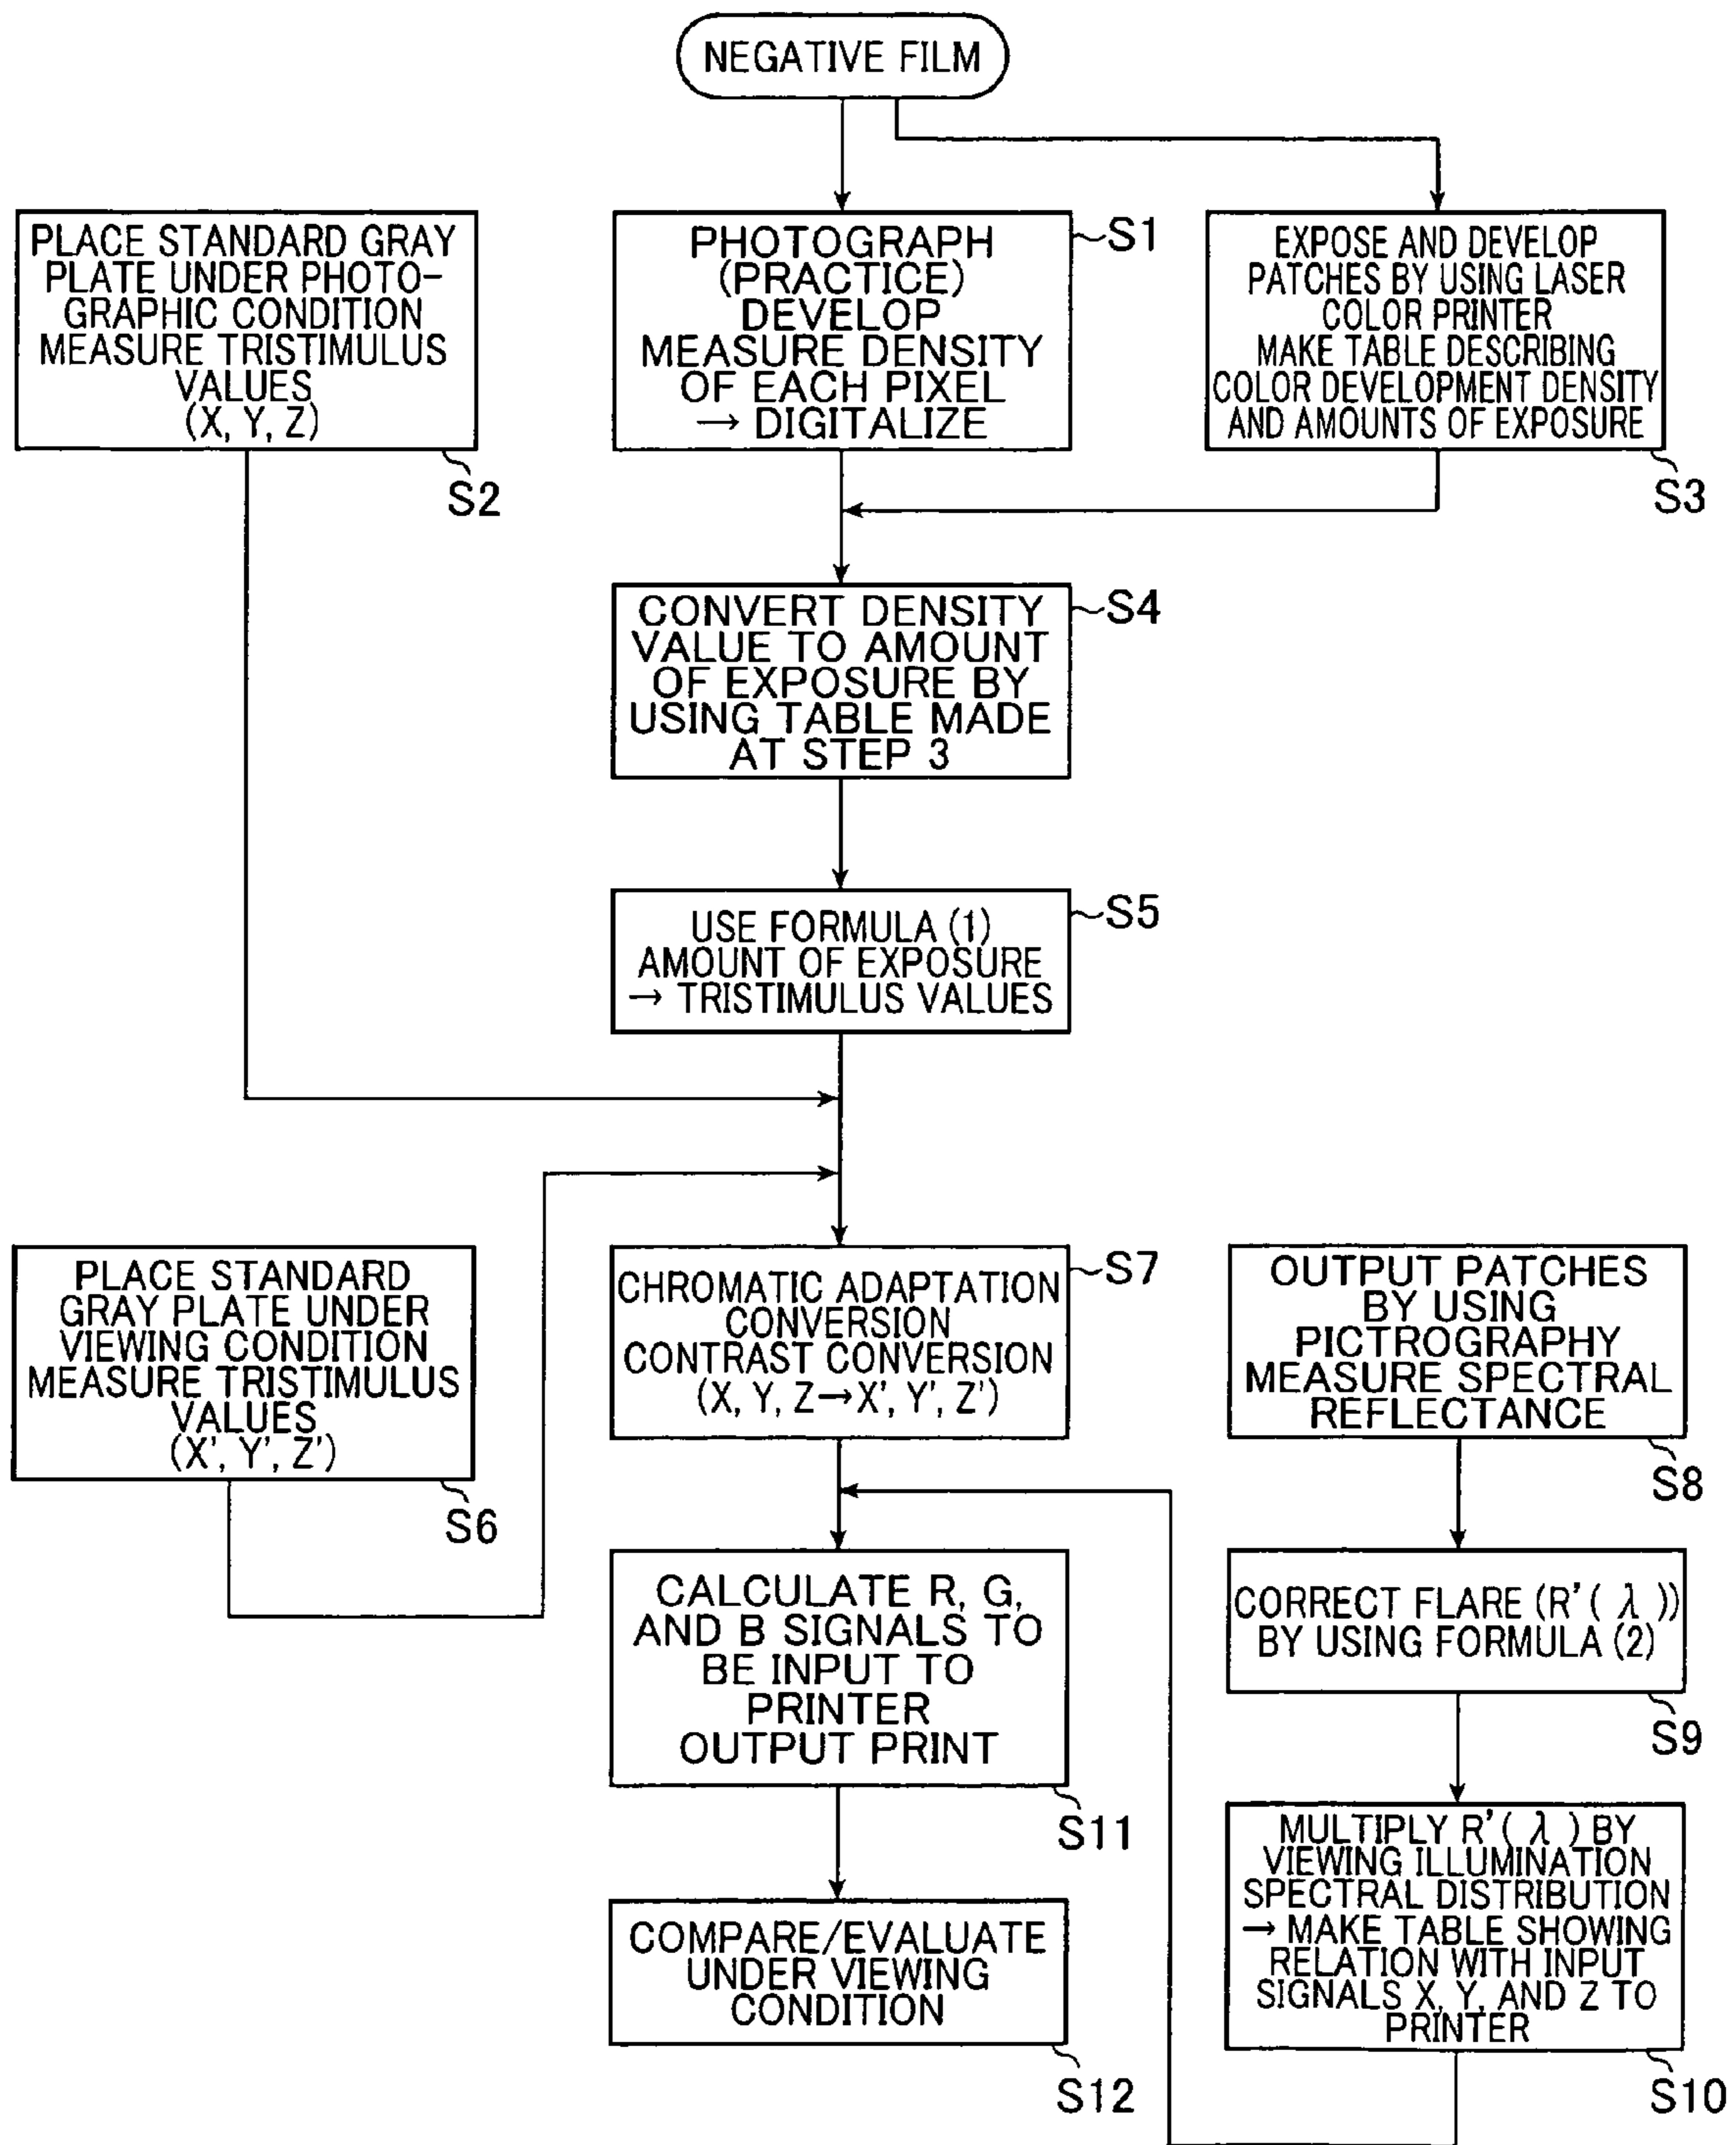 NEGATIVE FILM
PLACE STANDARD GRAY
PLATE UNDER PHOTO-
GRAPHIC CONDITION
MEASURE TRISTIMULUS
VALUES
(X, Y, Z)
S2
PHOTOGRAPH
(PRACTICE)
DEVELOP
MEASURE DENSITY
OF EACH PIXEL
→ DIGITALIZE
S1
EXPOSE AND DEVELOP
PATCHES BY USING LASER
COLOR PRINTER
MAKE TABLE DESCRIBING
COLOR DEVELOPMENT DENSITY
AND AMOUNTS OF EXPOSURE
S3
CONVERT DENSITY
VALUE TO AMOUNT
OF EXPOSURE BY
USING TABLE MADE
AT STEP 3
S4
USE FORMULA (1)
AMOUNT OF EXPOSURE
→ TRISTIMULUS VALUES
S5
PLACE STANDARD
GRAY PLATE UNDER
VIEWING CONDITION
MEASURE TRISTIMULUS
VALUES
(X', Y', Z')
S6
CHROMATIC ADAPTATION
CONVERSION
CONTRAST CONVERSION
(X, Y, Z→X', Y', Z')
S7
OUTPUT PATCHES
BY USING
PICTROGRAPHY
MEASURE SPECTRAL
REFLECTANCE
S8
CALCULATE R, G,
AND B SIGNALS TO
BE INPUT TO
PRINTER
OUTPUT PRINT
S11
CORRECT FLARE (R'( λ ))
BY USING FORMULA (2)
S9
MULTIPLY R'( λ ) BY
VIEWING ILLUMINATION
SPECTRAL DISTRIBUTION
→ MAKE TABLE SHOWING
RELATION WITH INPUT
SIGNALS X, Y, AND Z TO
PRINTER
S10
COMPARE/EVALUATE
UNDER VIEWING
CONDITION
S12